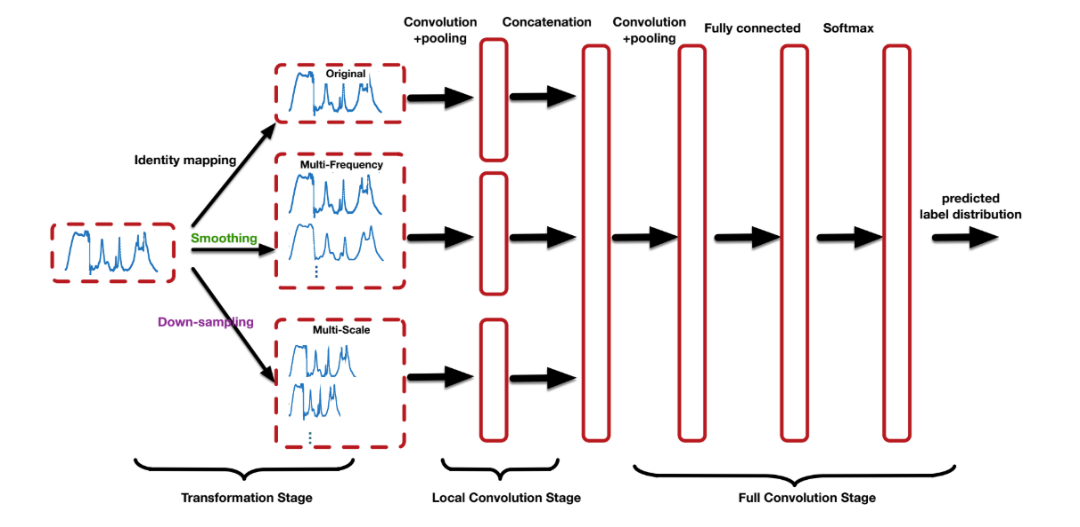 Convolution
+pooling
Concatenation
Convolution
+pooling
Fully connected
Softmax
Original
Identity mapping
Multi-Frequency
Smoothing
predicted
label distribution
Down-sampling
Multi-Scale
Transformation Stage
Local Convolution Stage
Full Convolution Stage